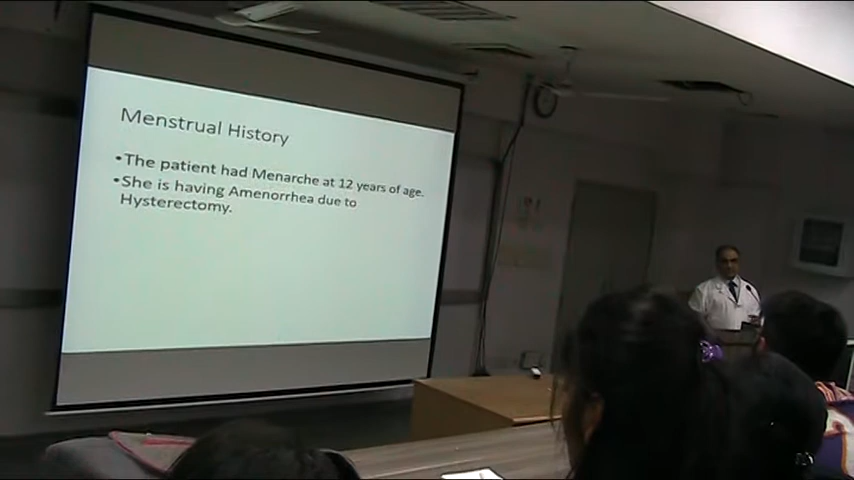 Menstrual History
•The patient had Menarche at 12 years of age.
•She is having Amenorrhea due to
Hysterectomy.